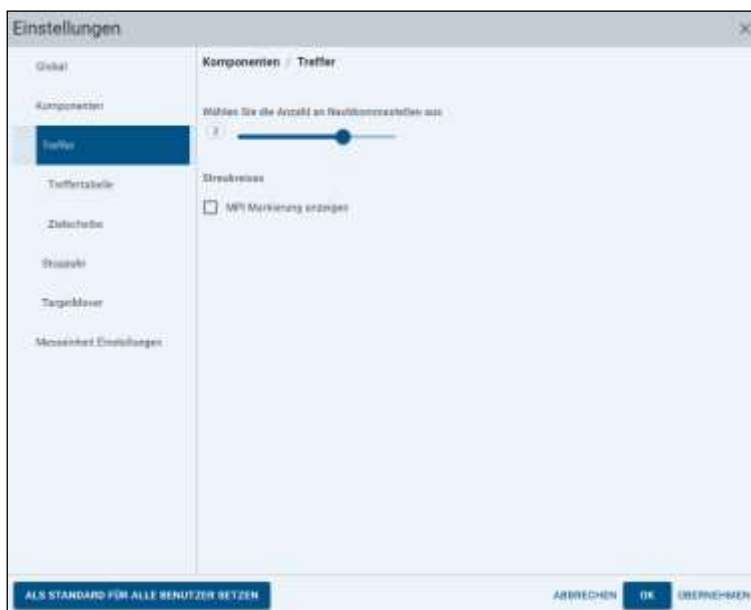 Einstellungen
Global
Komponenten / Treffer
Komponenten
Wählen Sie die Anzahl an Nachkommastellen aus
2
Treffer
Treffertabelle
Streukreise
MPI Markierung anzeigen
Zielscheibe
Stoppuhr
TargetMover
Messeinheit Einstellungen
ALS STANDARD FÜR ALLE BENUTZER SETZEN
ABBRECHEN
OK
ÜBERNEHMEN